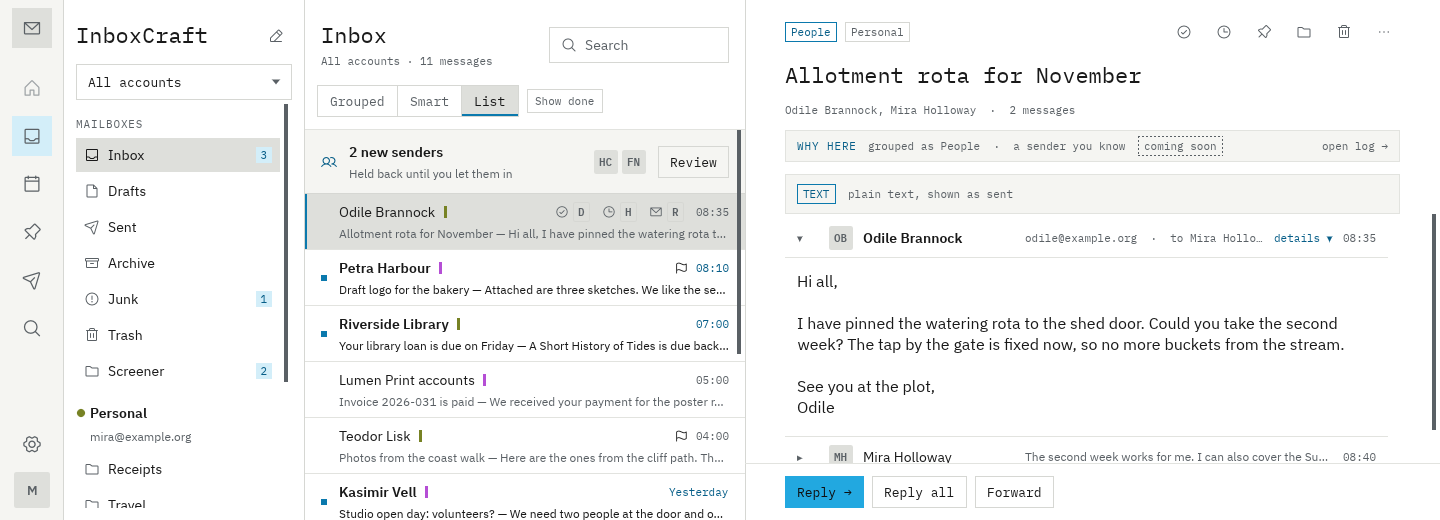 InboxCraft
All accounts
MAILBOXES
Inbox 3
Drafts
Sent
Archive
Junk 1
Trash
Screener 2
Personal
mira@example.org
Receipts
Travel
M
Inbox
All accounts · 11 messages
Search
Grouped Smart List Show done
2 new senders
Held back until you let them in
HC FN Review
Odile Brannock D H R 08:35
Allotment rota for November — Hi all, I have pinned the watering rota t…
Petra Harbour 08:10
Draft logo for the bakery — Attached are three sketches. We like the se…
Riverside Library 07:00
Your library loan is due on Friday — A Short History of Tides is due back…
Lumen Print accounts 05:00
Invoice 2026-031 is paid — We received your payment for the poster r…
Teodor Lisk 04:00
Photos from the coast walk — Here are the ones from the cliff path. Th…
Kasimir Vell Yesterday
Studio open day: volunteers? — We need two people at the door and o…
People Personal
Allotment rota for November
Odile Brannock, Mira Holloway · 2 messages
WHY HERE grouped as People · a sender you know coming soon open log →
TEXT plain text, shown as sent
▾ OB Odile Brannock odile@example.org · to Mira Hollo… details ▾ 08:35
Hi all,
I have pinned the watering rota to the shed door. Could you take the second
week? The tap by the gate is fixed now, so no more buckets from the stream.
See you at the plot,
Odile
▸ MH Mira Holloway The second week works for me. I can also cover the Su… 08:40
Reply → Reply all Forward